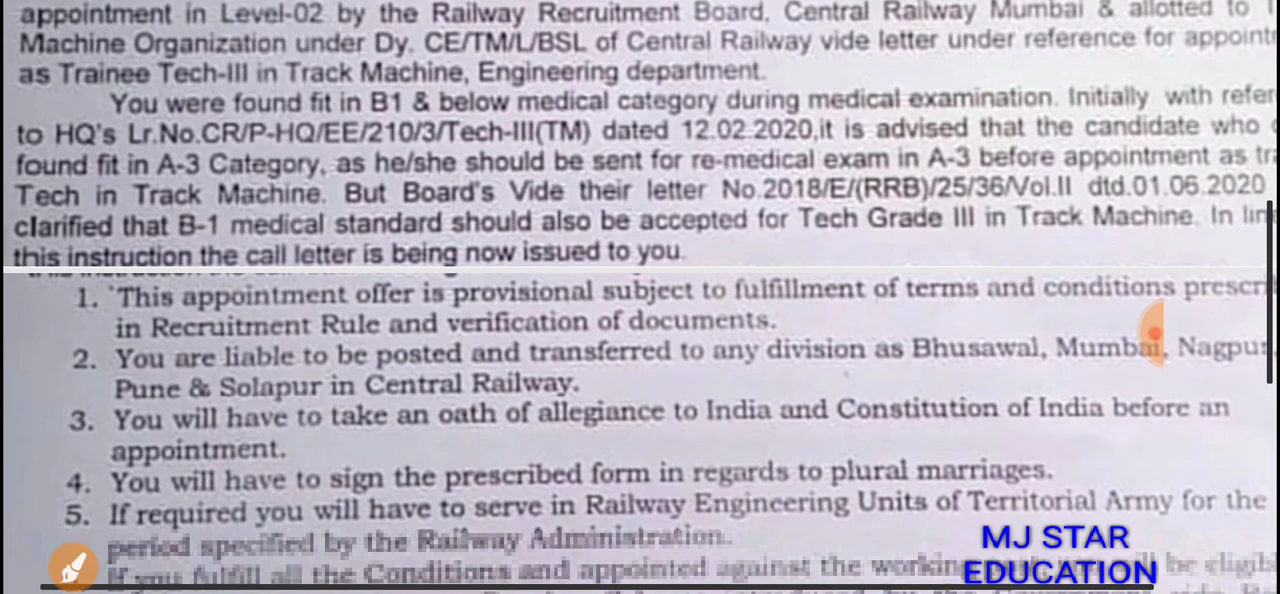 appointment in Level-02 by the Railway Recruitment Board, Central Railway Mumbai & allotted to
Machine Organization under Dy. CE/TM/L/BSL of Central Railway vide letter under reference for appoint
as Trainee Tech-III in Track Machine, Engineering department.
You were found fit in B1 & below medical category during medical examination. Initially with refer
to HQ's Lr.No.CR/P-HQ/EE/210/3/Tech-III(TM) dated 12.02.2020,it is advised that the candidate who
found fit in A-3 Category, as he/she should be sent for re-medical exam in A-3 before appointment as tr
Tech in Track Machine. But Board's Vide their letter No.2018/E/(RRB)/25/36/Vol.II dtd.01.06.2020
clarified that B-1 medical standard should also be accepted for Tech Grade III in Track Machine. In lin
this instruction the call letter is being now issued to you.
1. This appointment offer is provisional subject to fulfillment of terms and conditions prescri
in Recruitment Rule and verification of documents.
2. You are liable to be posted and transferred to any division as Bhusawal, Mumbai, Nagpur
Pune & Solapur in Central Railway.
3. You will have to take an oath of allegiance to India and Constitution of India before an
appointment.
4. You will have to sign the prescribed form in regards to plural marriages.
5. If required you will have to serve in Railway Engineering Units of Territorial Army for the
period specified by the Railway Administration.
If you fulfill all the Conditions and appointed against the working be eligib
MJ STAR
EDUCATION